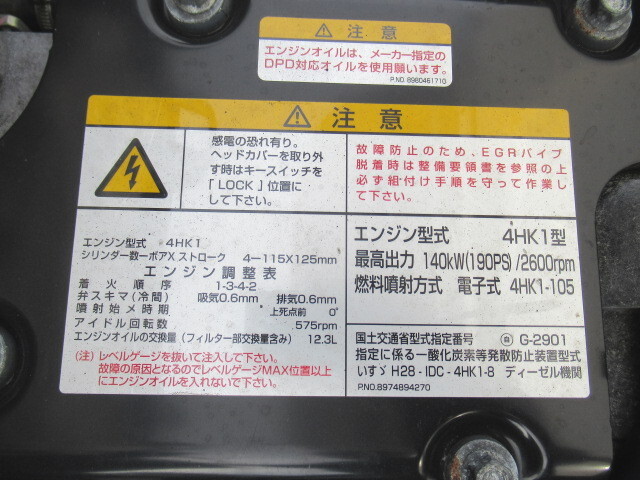 注意
エンジンオイルは、メーカー指定の
DPD対応オイルを使用願います。
P.NO. 8980461710
注意
感電の恐れ有り。
ヘッドカバーを取り外
す時はキースイッチを
「LOCK」位置に
して下さい。
故障防止のため、EGRパイプ
脱着時は整備要領書を参照の上
必ず組付け手順を守って作業し
て下さい。
エンジン型式 4HK1
シリンダー数ーボアX ストローク 4－115X125mm
エンジン調整表
着火順序 1-3-4-2
弁スキマ(冷間) 吸気0.6mm 排気0.6mm
噴射始メ時期 上死点前 0°
アイドル回転数 575rpm
エンジンオイルの交換量(フィルター部交換量含み) 12.3L
(注) レベルゲージを抜いて注入して下さい。
故障の原因となるのでレベルゲージMAX位置以上
にエンジンオイルを入れないで下さい。
エンジン型式 4HK1型
最高出力 140kW(190PS)/2600rpm
燃料噴射方式 電子式 4HK1-105
国土交通省型式指定番号 G-2901
指定に係る一酸化炭素等発散防止装置型式
いすゞ H28-IDC-4HK1-8 ディーゼル機関
P.NO. 8974894270